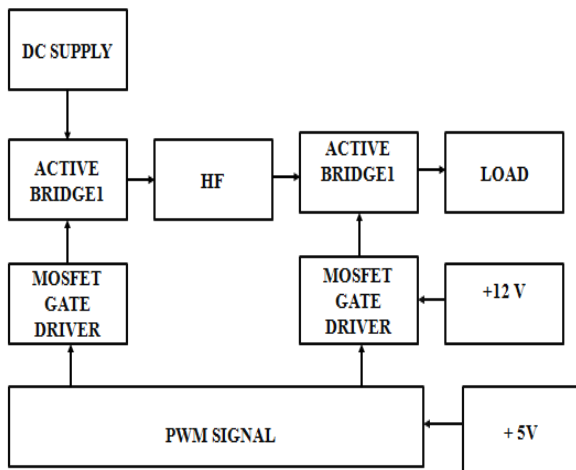 DC SUPPLY
ACTIVE
BRIDGE1
HF
ACTIVE
BRIDGE1
LOAD
MOSFET
GATE
DRIVER
MOSFET
GATE
DRIVER
+12 V
PWM SIGNAL
+ 5V